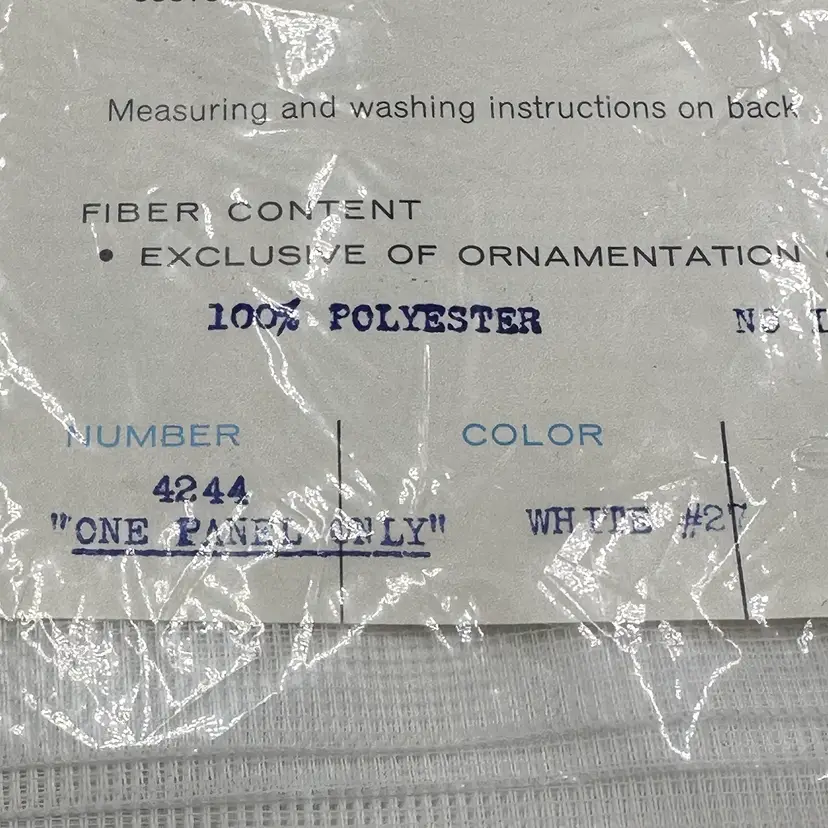 Measuring and washing instructions on back
FIBER CONTENT
• EXCLUSIVE OF ORNAMENTATION
100% POLYESTER
NUMBER COLOR
4244
"ONE PANEL ONLY" WHITE #27